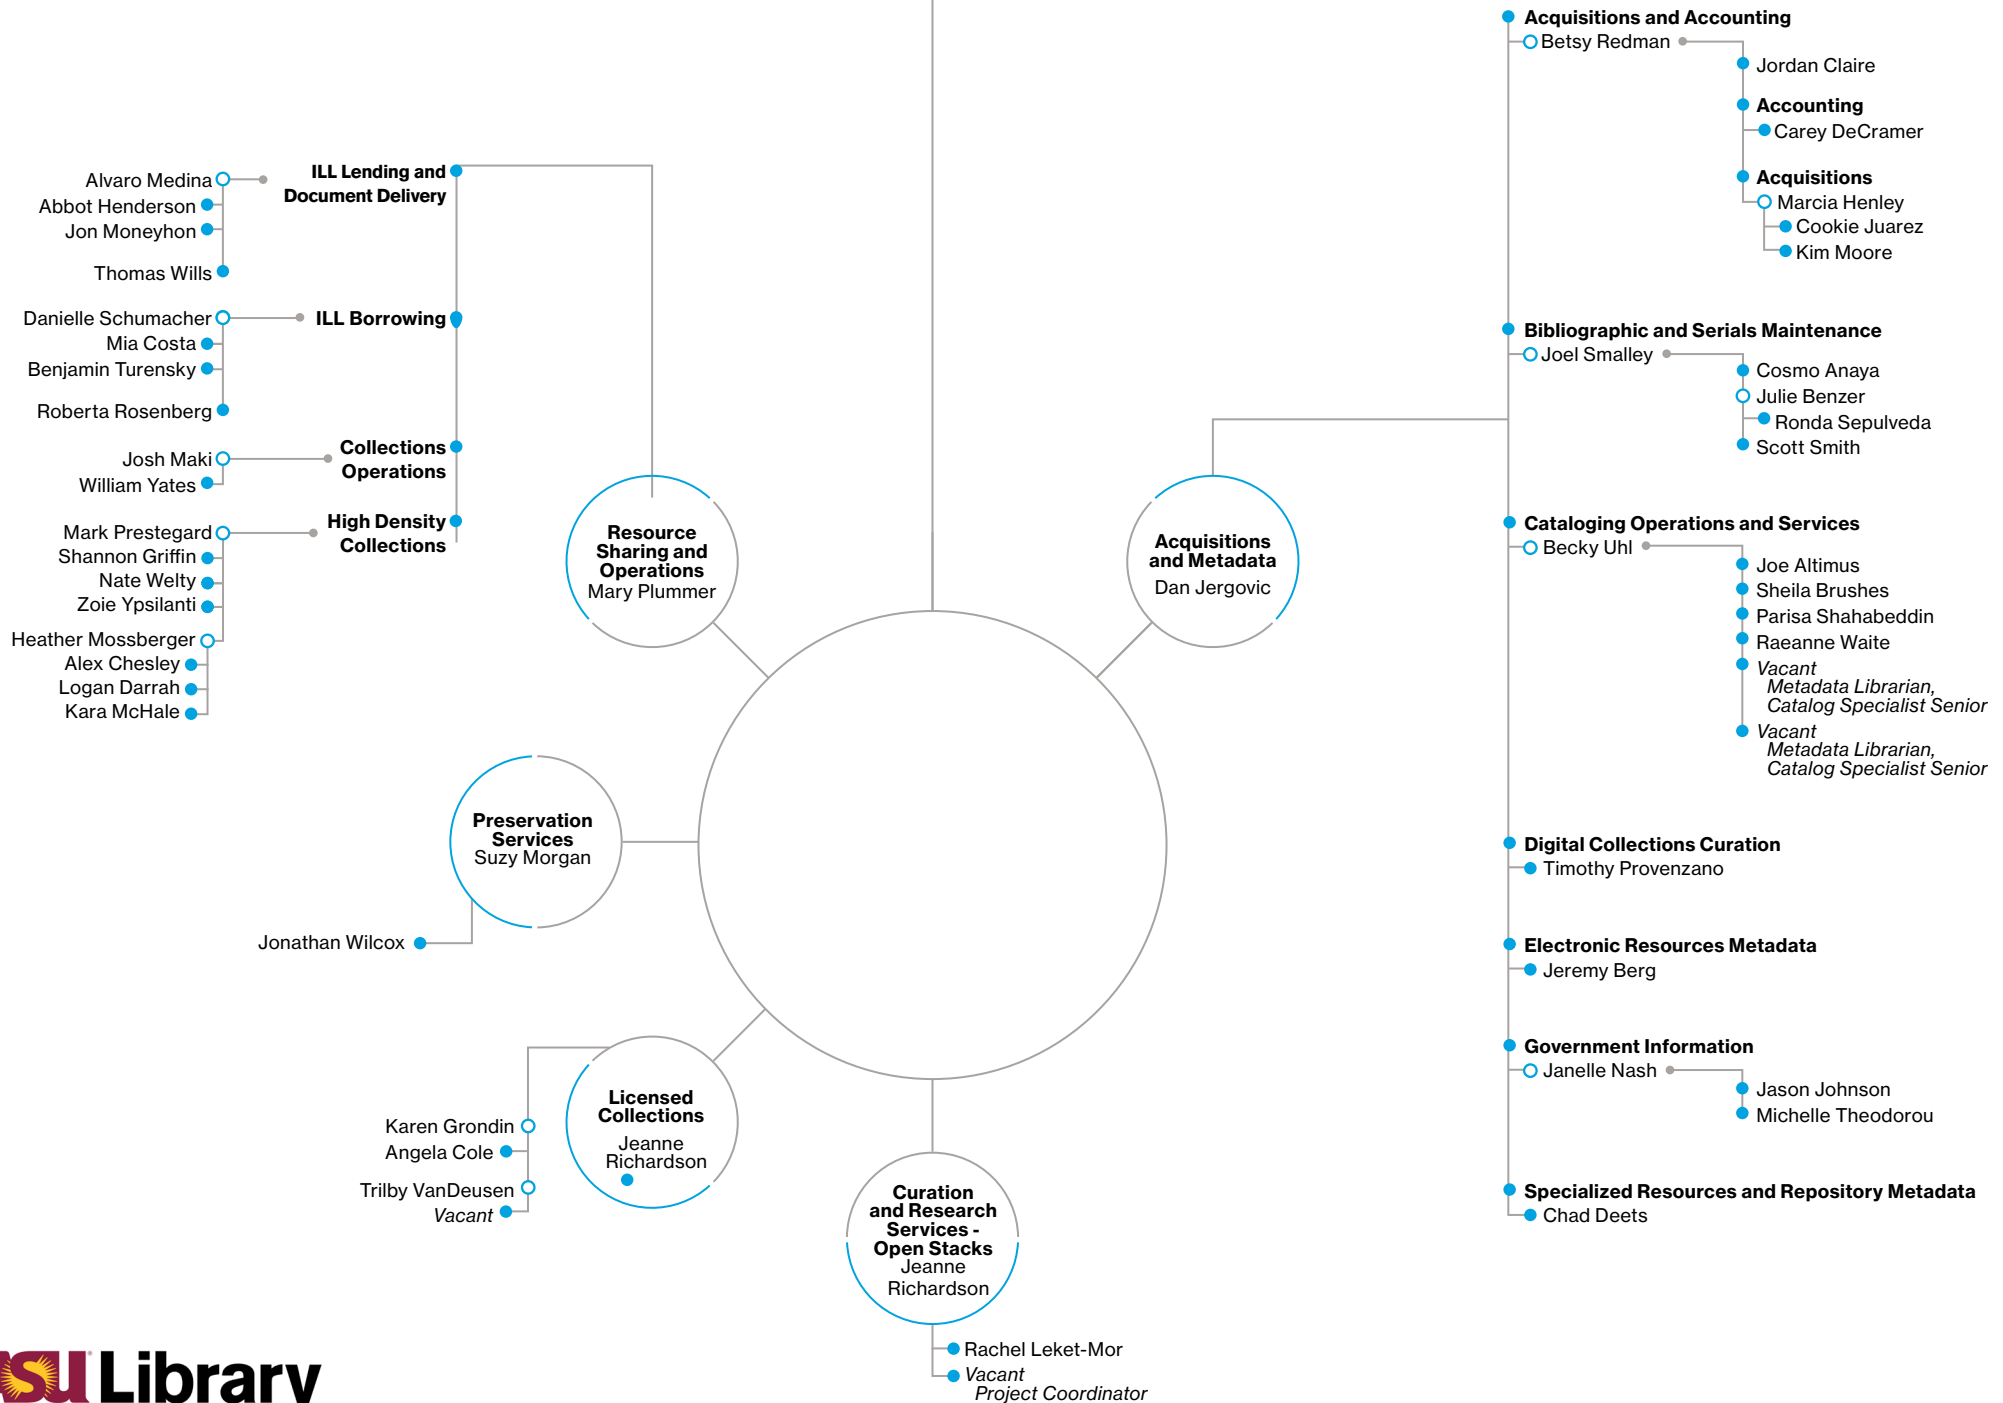 Alvaro Medina
Abbot Henderson
Jon Moneyhon
Thomas Wills
ILL Lending and
Document Delivery
Danielle Schumacher
Mia Costa
Benjamin Turensky
Roberta Rosenberg
ILL Borrowing
Josh Maki
William Yates
Collections
Operations
Mark Prestegard
Shannon Griffin
Nate Welty
Zoie Ypsilanti
Heather Mossberger
Alex Chesley
Logan Darrah
Kara McHale
High Density
Collections
Resource
Sharing and
Operations
Mary Plummer
Preservation
Services
Suzy Morgan
Jonathan Wilcox
Licensed
Collections
Jeanne
Richardson
Karen Grondin
Angela Cole
Trilby VanDeusen
Vacant
Curation
and Research
Services -
Open Stacks
Jeanne
Richardson
Rachel Leket-Mor
Vacant
Project Coordinator
Acquisitions
and Metadata
Dan Jergovic
Acquisitions and Accounting
Betsy Redman
Jordan Claire
Accounting
Carey DeCramer
Acquisitions
Marcia Henley
Cookie Juarez
Kim Moore
Bibliographic and Serials Maintenance
Joel Smalley
Cosmo Anaya
Julie Benzer
Ronda Sepulveda
Scott Smith
Cataloging Operations and Services
Becky Uhl
Joe Altimus
Sheila Brushes
Parisa Shahabeddin
Raeanne Waite
Vacant
Metadata Librarian,
Catalog Specialist Senior
Vacant
Metadata Librarian,
Catalog Specialist Senior
Digital Collections Curation
Timothy Provenzano
Electronic Resources Metadata
Jeremy Berg
Government Information
Janelle Nash
Jason Johnson
Michelle Theodorou
Specialized Resources and Repository Metadata
Chad Deets
ASU Library